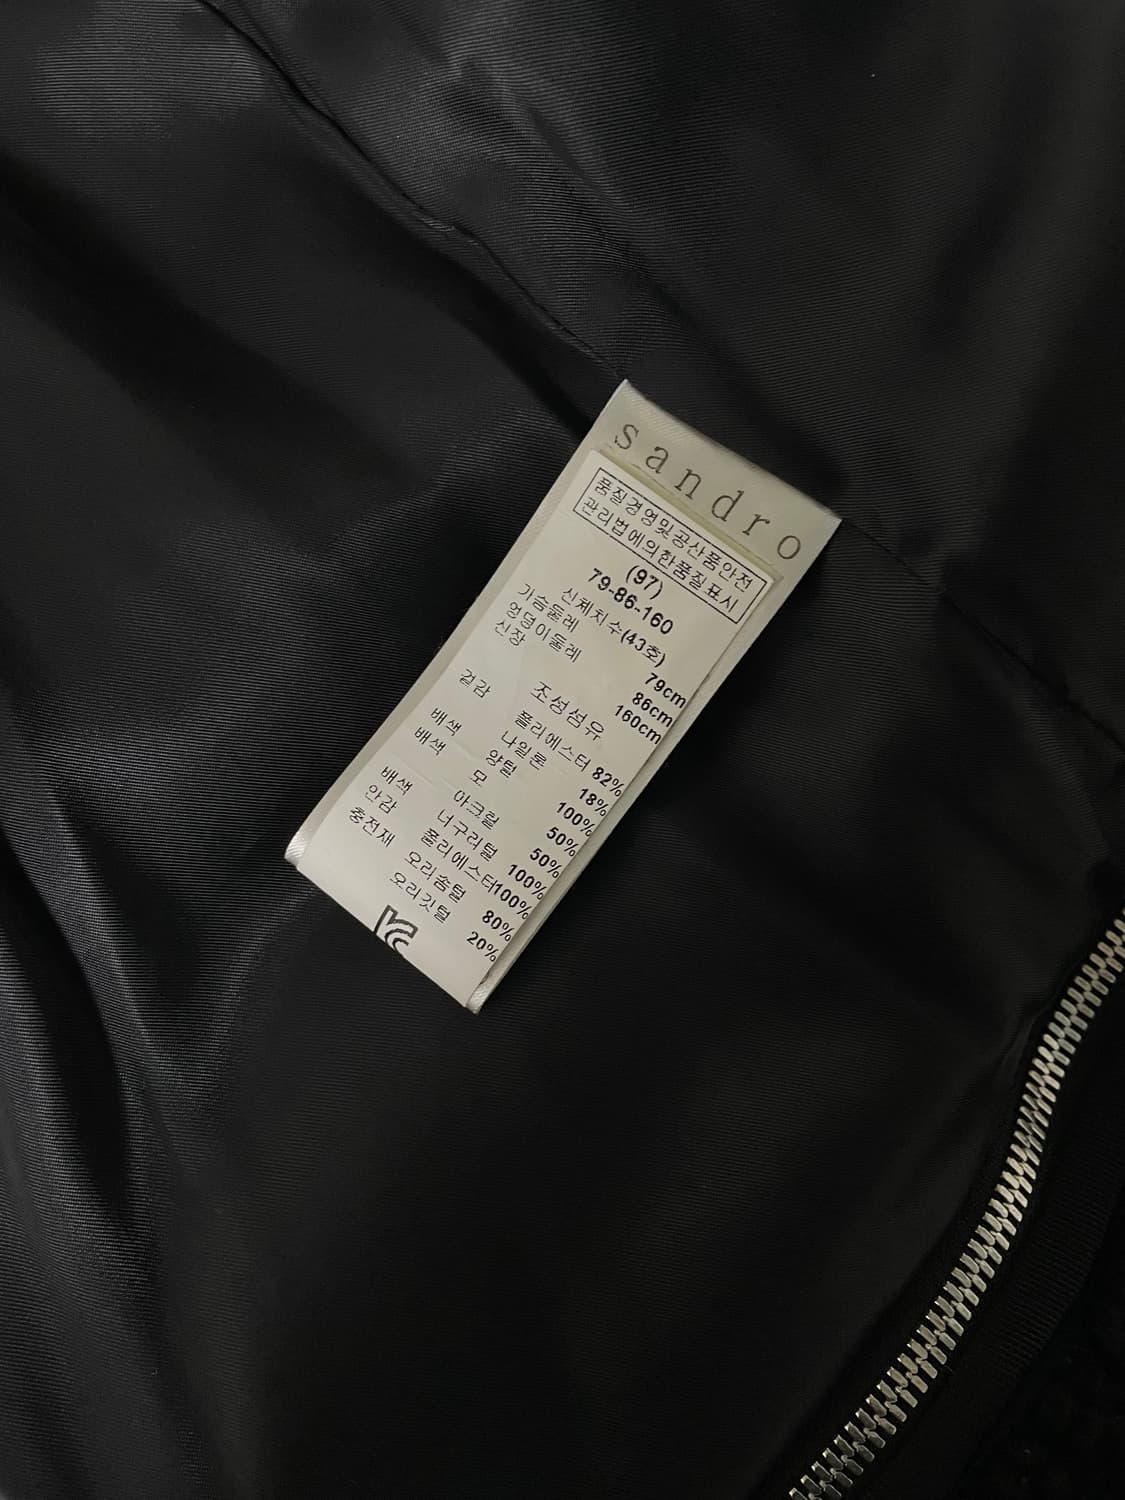 sandro
품질경영및공산품안전
관리법에의한품질표시
(97)
79-86-160
신체치수(43호)
가슴둘레 79cm
엉덩이둘레 86cm
신장 160cm
조성섬유
겉감 폴리에스터 82%
나일론 18%
배색 양털 100%
배색 모 50%
아크릴 50%
배색 너구리털 100%
안감 폴리에스터100%
충전재 오리솜털 80%
오리깃털 20%